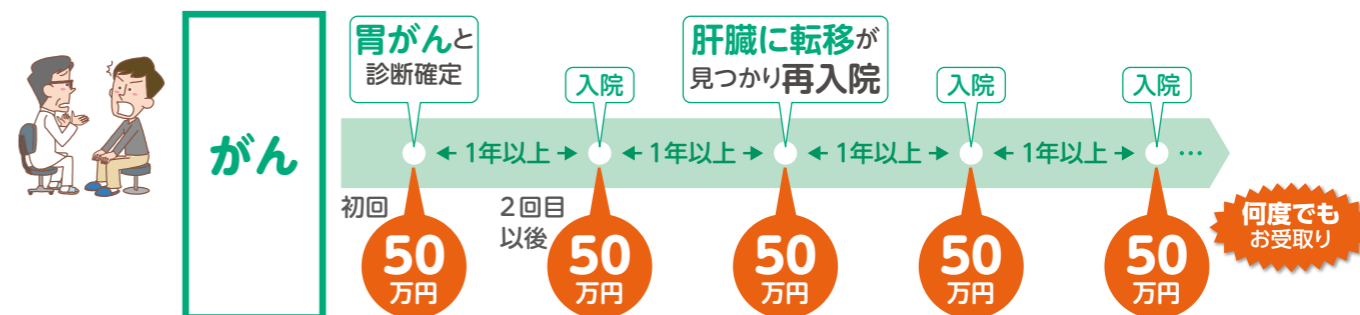 がん
胃がんと
診断確定
入院
肝臓に転移が
見つかり再入院
入院
入院
1年以上
1年以上
1年以上
1年以上
…
初回
2回目
以後
50
万円
50
万円
50
万円
50
万円
50
万円
何度でも
お受取り